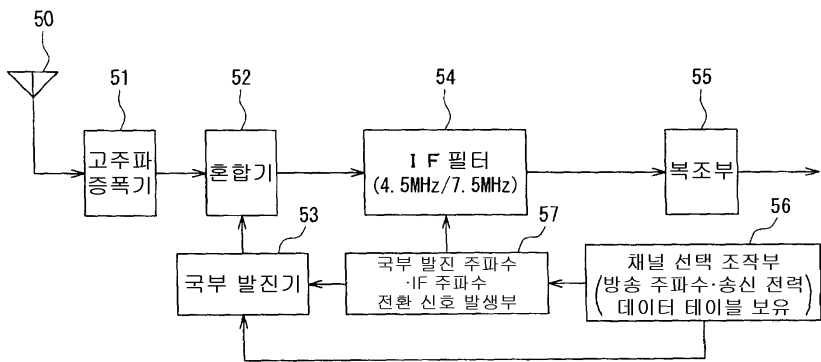 50
51
52
54
55
고주파
증폭기
혼합기
IF 필터
(4.5MHz/7.5MHz)
복조부
53
57
56
국부 발진기
국부 발진 주파수
·IF 주파수
전환 신호 발생부
채널 선택 조작부
(방송 주파수·송신 전력
데이터 테이블 보유)